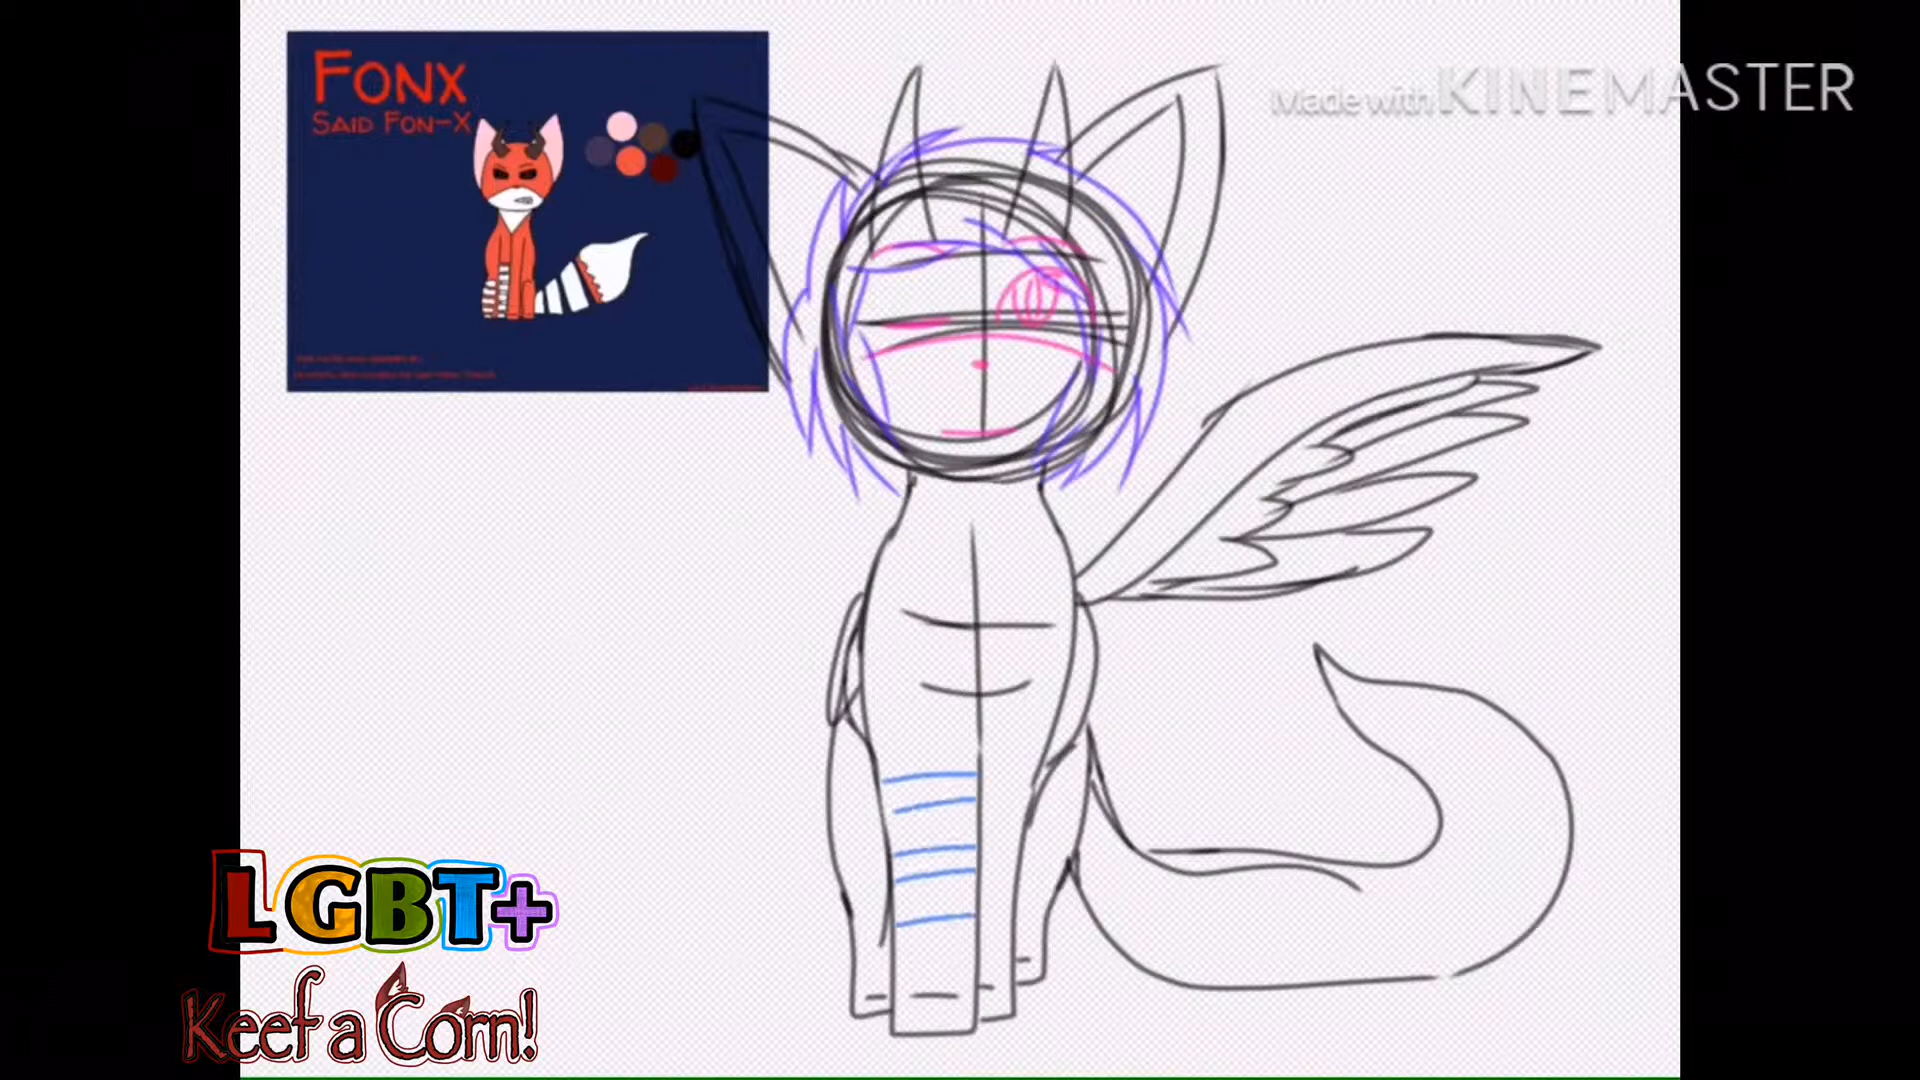 FONX
SAID FON-X
Made with KINEMASTER
LGBT+
Keef a Corn!